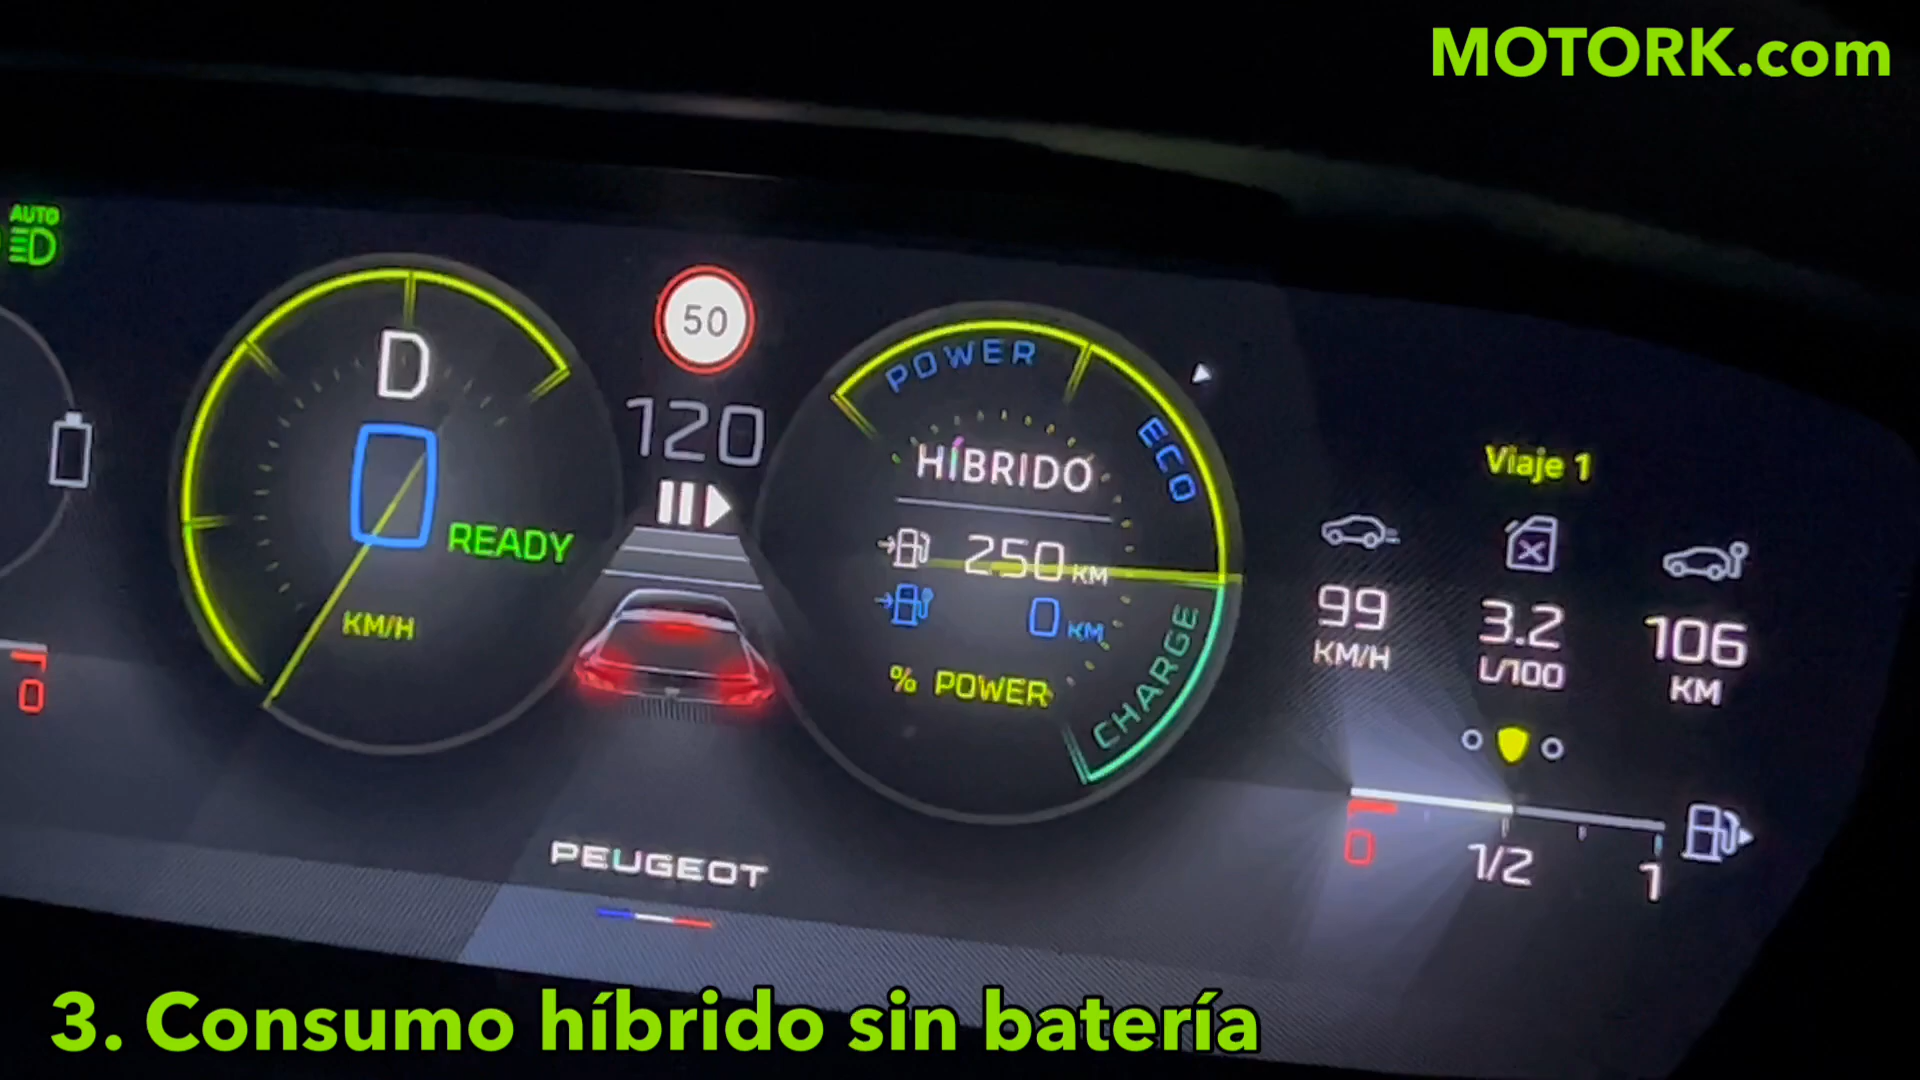 MOTORK.com
AUTO
D
0
READY
KM/H
50
120
POWER
ECO
CHARGE
HÍBRIDO
250 KM
0 KM
% POWER
Viaje 1
99
KM/H
3.2
L/100
106
KM
0
0
1/2
1
PEUGEOT
3. Consumo híbrido sin batería